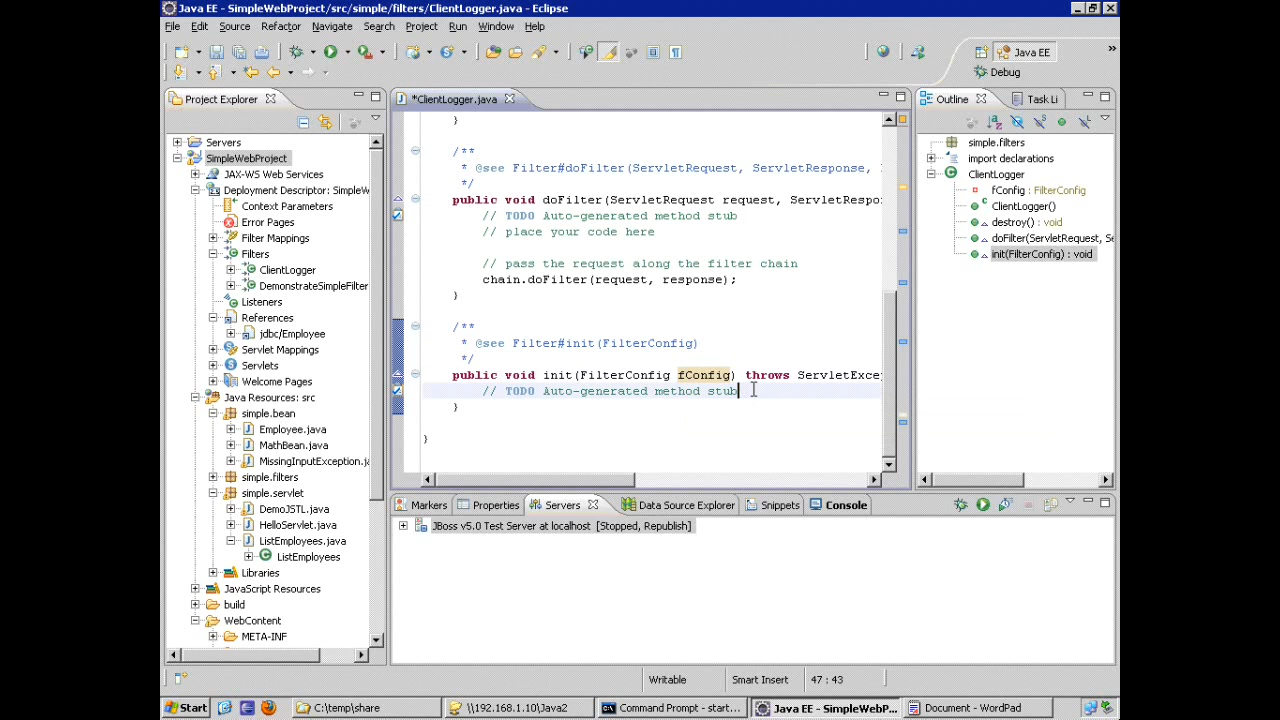 Java EE - SimpleWebProject/src/simple/filters/ClientLogger.java - Eclipse
File Edit Source Refactor Navigate Search Project Run Window Help
Java EE
Debug
Project Explorer
*ClientLogger.java
Outline
Task Li
Servers
SimpleWebProject
JAX-WS Web Services
Deployment Descriptor: SimpleW
Context Parameters
Error Pages
Filter Mappings
Filters
ClientLogger
DemonstrateSimpleFilter
Listeners
References
jdbc/Employee
Servlet Mappings
Servlets
Welcome Pages
Java Resources: src
simple.bean
Employee.java
MathBean.java
MissingInputException.ja
simple.filters
simple.servlet
DemoJSTL.java
HelloServlet.java
ListEmployees.java
ListEmployees
Libraries
JavaScript Resources
build
WebContent
META-INF
}
/**
* @see Filter#doFilter(ServletRequest, ServletResponse,
*/
public void doFilter(ServletRequest request, ServletRespo
// TODO Auto-generated method stub
// place your code here
// pass the request along the filter chain
chain.doFilter(request, response);
}
/**
* @see Filter#init(FilterConfig)
*/
public void init(FilterConfig fConfig) throws ServletExce
// TODO Auto-generated method stub
}
}
simple.filters
import declarations
ClientLogger
fConfig : FilterConfig
ClientLogger()
destroy() : void
doFilter(ServletRequest, Se
init(FilterConfig) : void
Markers Properties Servers Data Source Explorer Snippets Console
JBoss v5.0 Test Server at localhost [Stopped, Republish]
Writable Smart Insert 47 : 43
Start C:\temp\share \\192.168.1.10\Java2 Command Prompt - start... Java EE - SimpleWebP... Document - WordPad